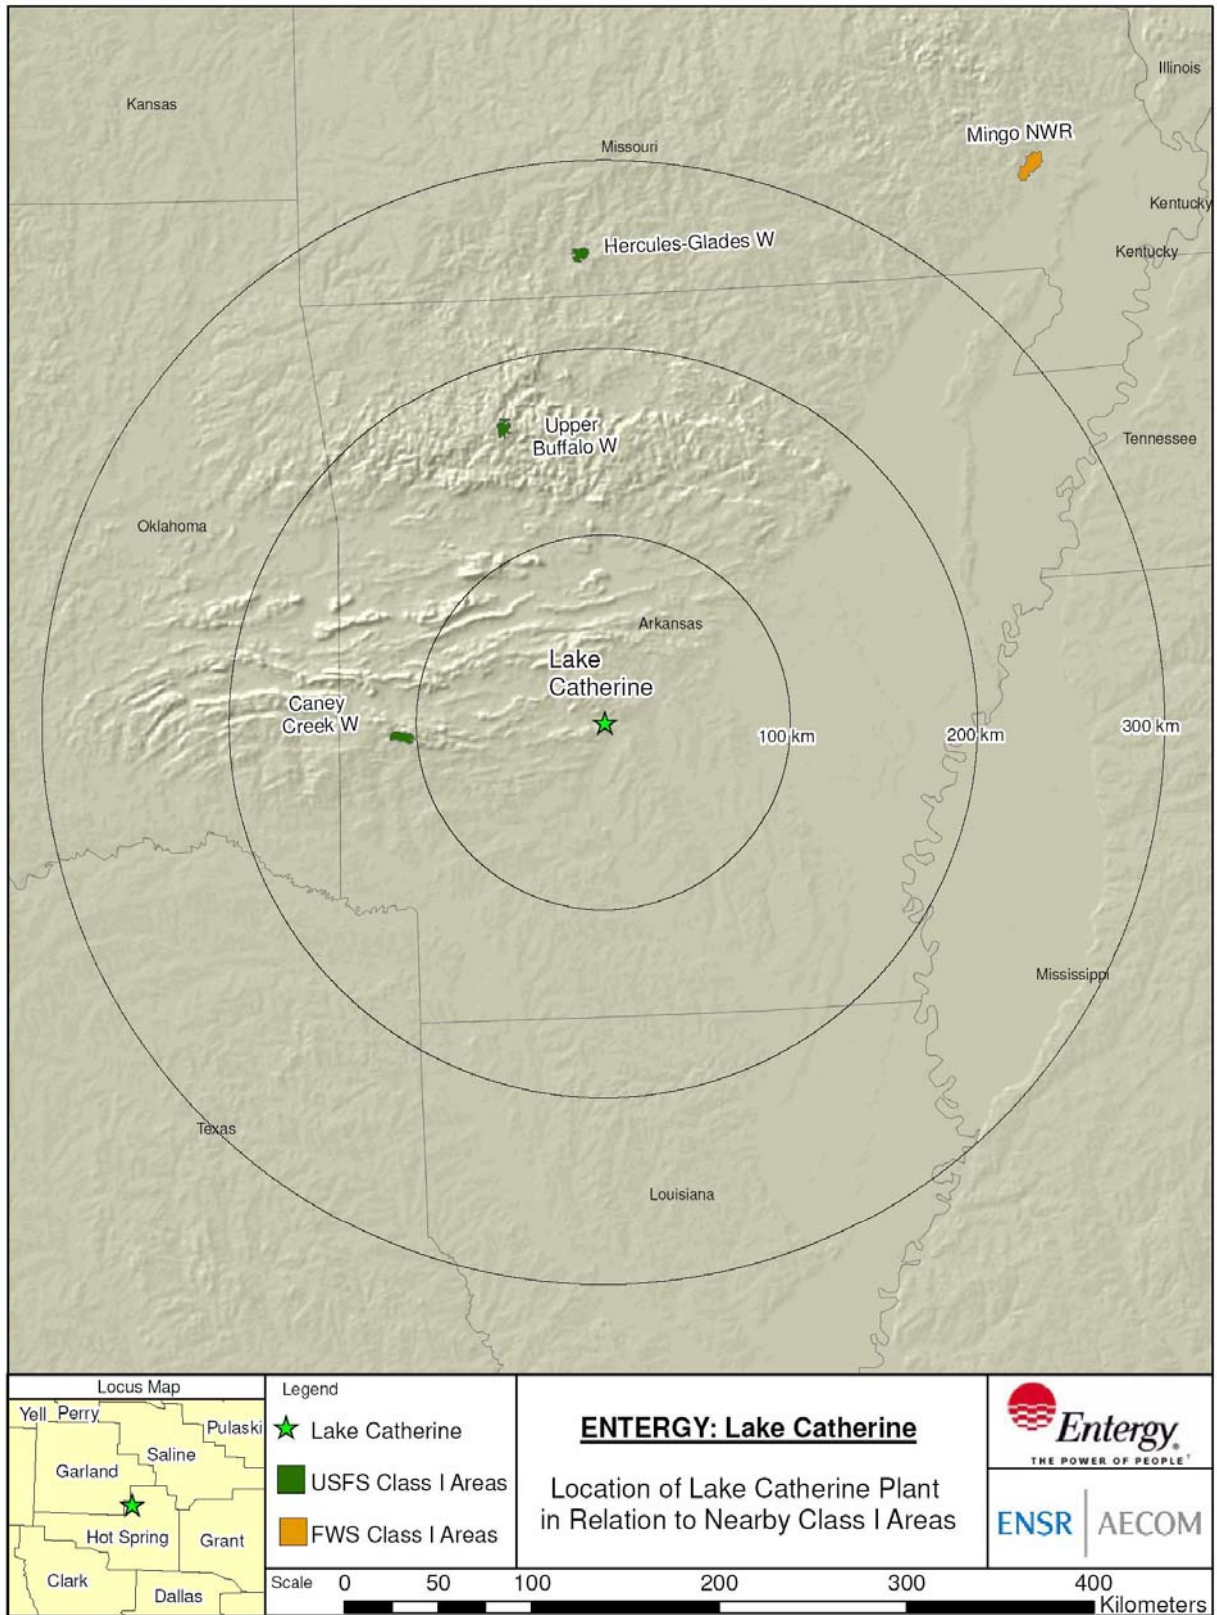 Illinois
Kansas
Mingo NWR
Missouri
Kentucky
Hercules-Glades W
Kentucky
Upper
Buffalo W
Tennessee
Oklahoma
Arkansas
Lake
Catherine
Caney
Creek W
100 km
200 km
300 km
Mississippi
Texas
Louisiana
Locus Map
Yell
Perry
Pulaski
Saline
Garland
Hot Spring
Grant
Clark
Dallas
Legend
Lake Catherine
USFS Class I Areas
FWS Class I Areas
ENTERGY: Lake Catherine
Location of Lake Catherine Plant
in Relation to Nearby Class I Areas
Entergy®
THE POWER OF PEOPLE
ENSR | AECOM
Scale 0 50 100 200 300 400
Kilometers